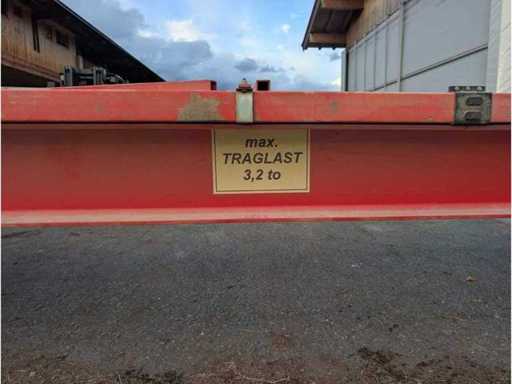 max.
TRAGLAST
3,2 to